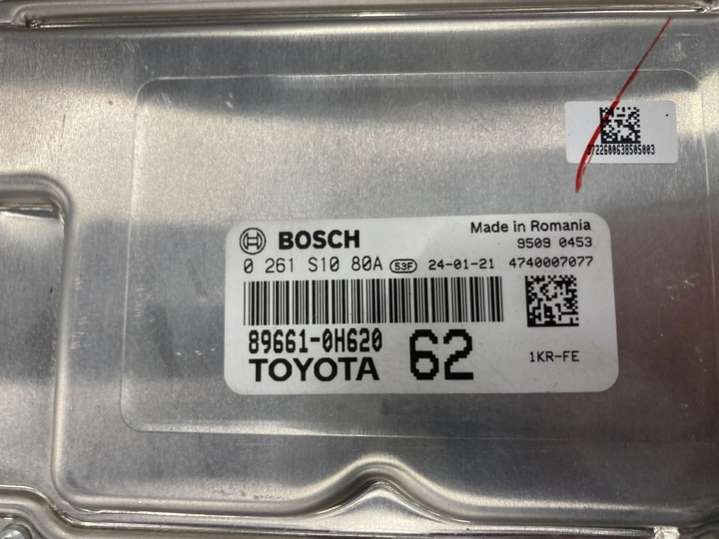 3722600638505003
BOSCH
Made in Romania
9509 0453
0 261 S10 80A 53F 24-01-21 4740007077
89661-0H620
TOYOTA 62
1KR-FE